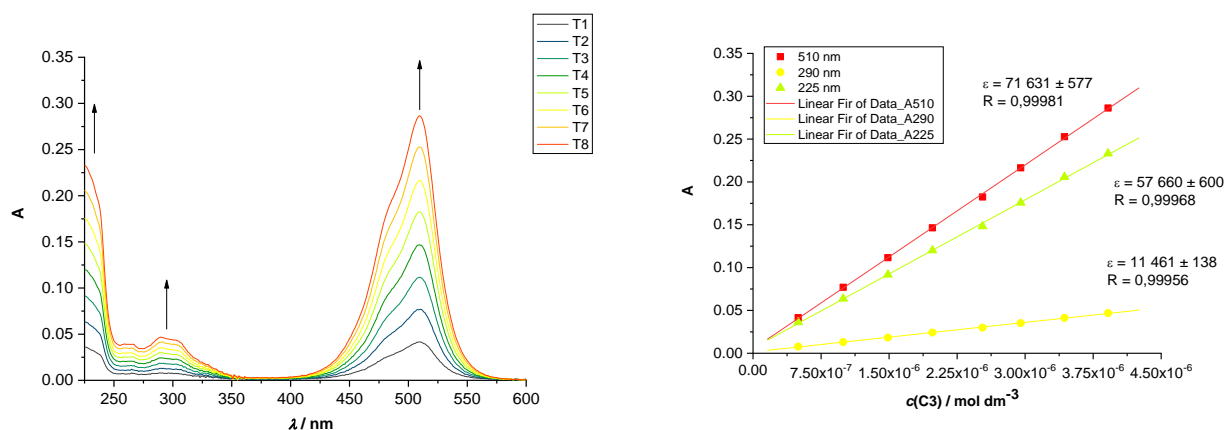 T1
T2
T3
T4
T5
T6
T7
T8
0.35
0.30
0.25
0.20
0.15
0.10
0.05
0.00
A
250 300 350 400 450 500 550 600
λ / nm
0.35
0.30
0.25
0.20
0.15
0.10
0.05
0.00
A
510 nm
290 nm
225 nm
Linear Fir of Data_A510
Linear Fir of Data_A290
Linear Fir of Data_A225
ε = 71 631 ± 577
R = 0,99981
ε = 57 660 ± 600
R = 0,99968
ε = 11 461 ± 138
R = 0,99956
0.00 7.50x10⁻⁷ 1.50x10⁻⁶ 2.25x10⁻⁶ 3.00x10⁻⁶ 3.75x10⁻⁶ 4.50x10⁻⁶
c(C3) / mol dm⁻³